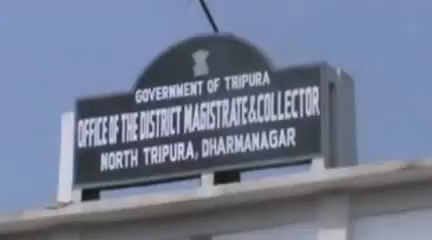 GOVERNMENT OF TRIPURA
OFFICE OF THE DISTRICT MAGISTRATE & COLLECTOR
NORTH TRIPURA, DHARMANAGAR